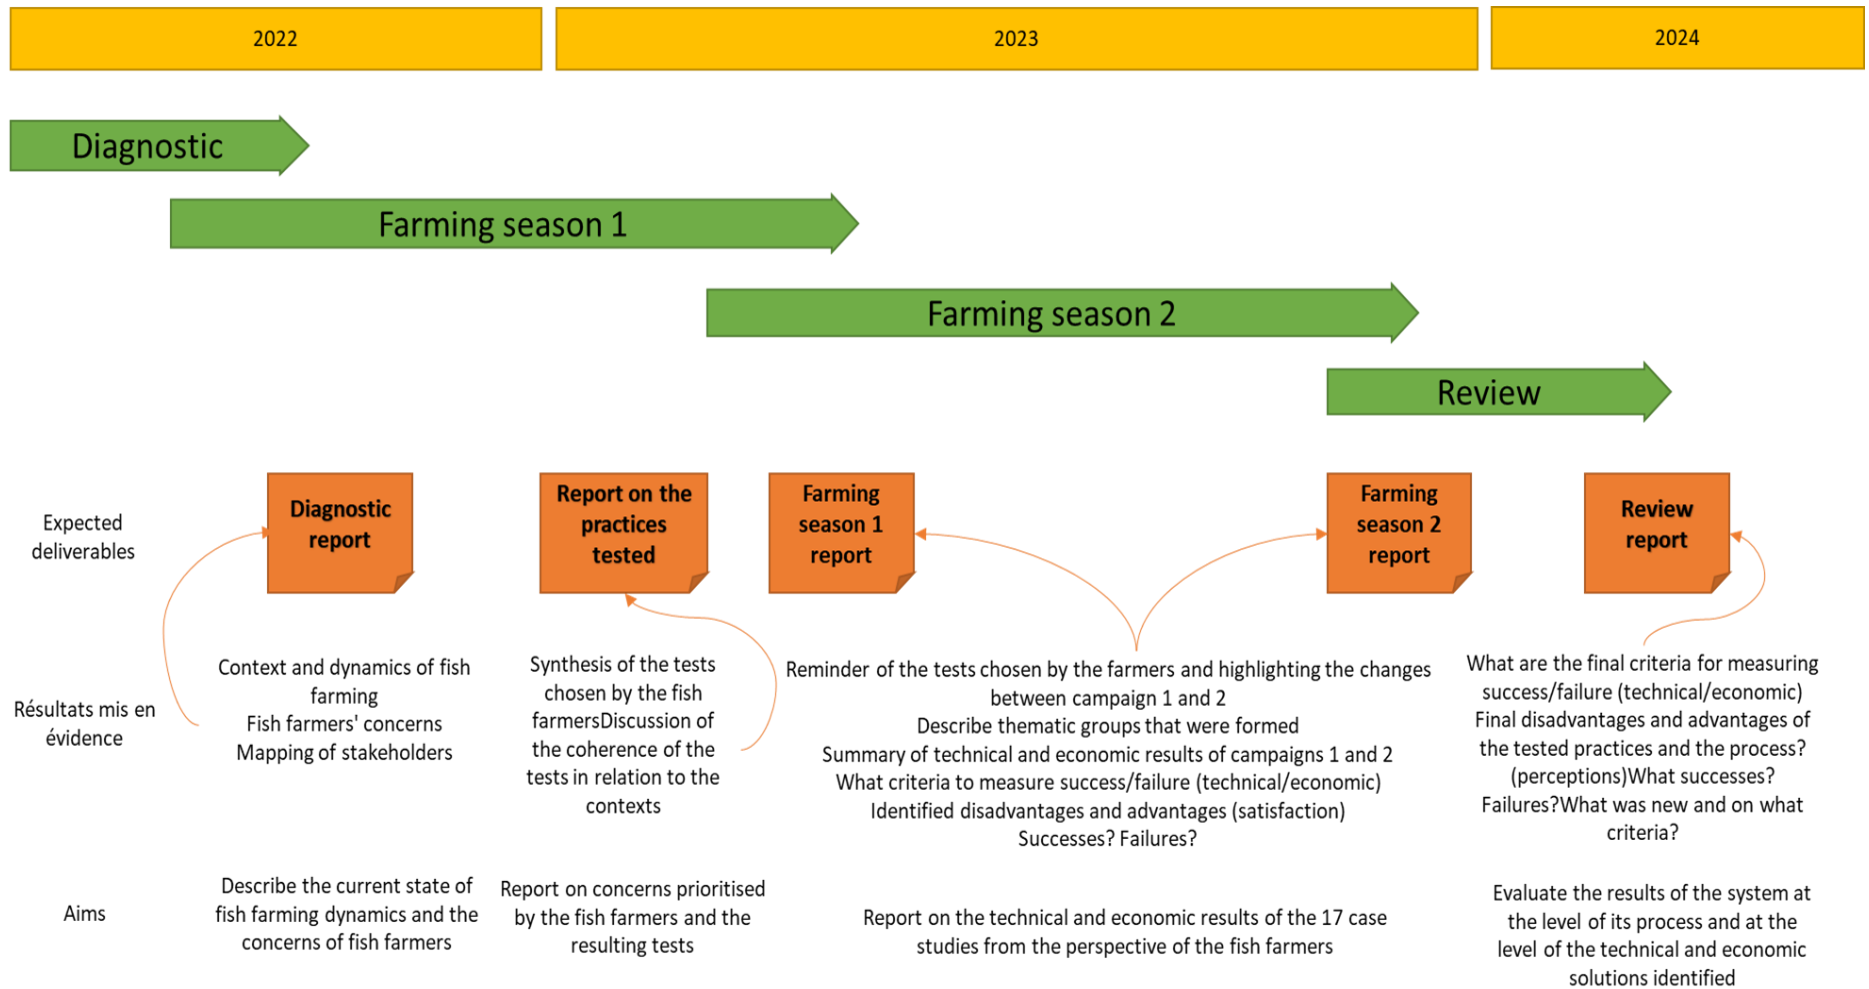 2022
2023
2024
Diagnostic
Farming season 1
Farming season 2
Review
Expected
deliverables
Diagnostic
report
Report on the
practices
tested
Farming
season 1
report
Farming
season 2
report
Review
report
Résultats mis en
évidence
Context and dynamics of fish
farming
Fish farmers' concerns
Mapping of stakeholders
Synthesis of the tests
chosen by the fish
farmersDiscussion of
the coherence of the
tests in relation to the
contexts
Reminder of the tests chosen by the farmers and highlighting the changes
between campaign 1 and 2
Describe thematic groups that were formed
Summary of technical and economic results of campaigns 1 and 2
What criteria to measure success/failure (technical/economic)
Identified disadvantages and advantages (satisfaction)
Successes? Failures?
What are the final criteria for measuring
success/failure (technical/economic)
Final disadvantages and advantages of
the tested practices and the process?
(perceptions)What successes?
Failures?What was new and on what
criteria?
Aims
Describe the current state of
fish farming dynamics and the
concerns of fish farmers
Report on concerns prioritised
by the fish farmers and the
resulting tests
Report on the technical and economic results of the 17 case
studies from the perspective of the fish farmers
Evaluate the results of the system at
the level of its process and at the
level of the technical and economic
solutions identified